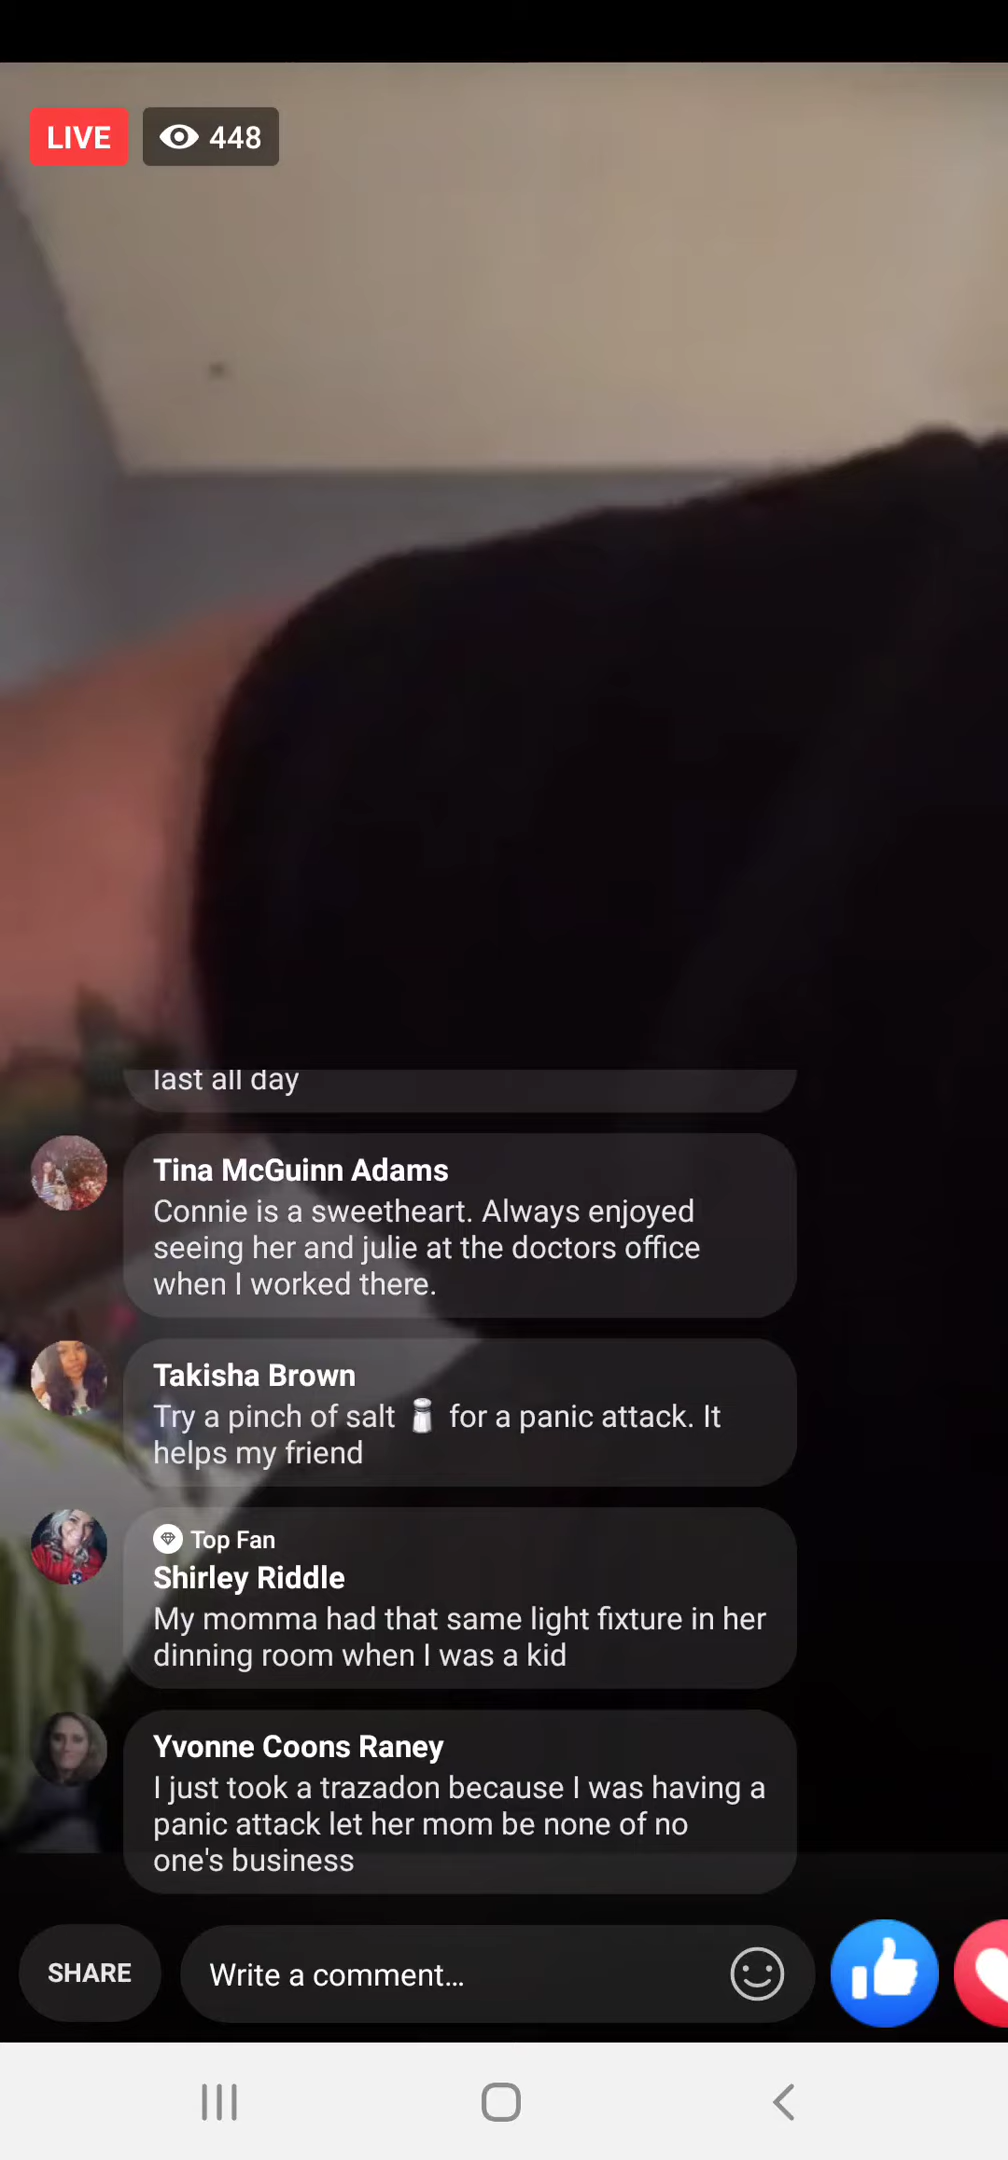 LIVE 448
last all day
Tina McGuinn Adams
Connie is a sweetheart. Always enjoyed
seeing her and julie at the doctors office
when I worked there.
Takisha Brown
Try a pinch of salt 🧂 for a panic attack. It
helps my friend
Top Fan
Shirley Riddle
My momma had that same light fixture in her
dinning room when I was a kid
Yvonne Coons Raney
I just took a trazadon because I was having a
panic attack let her mom be none of no
one's business
SHARE
Write a comment...